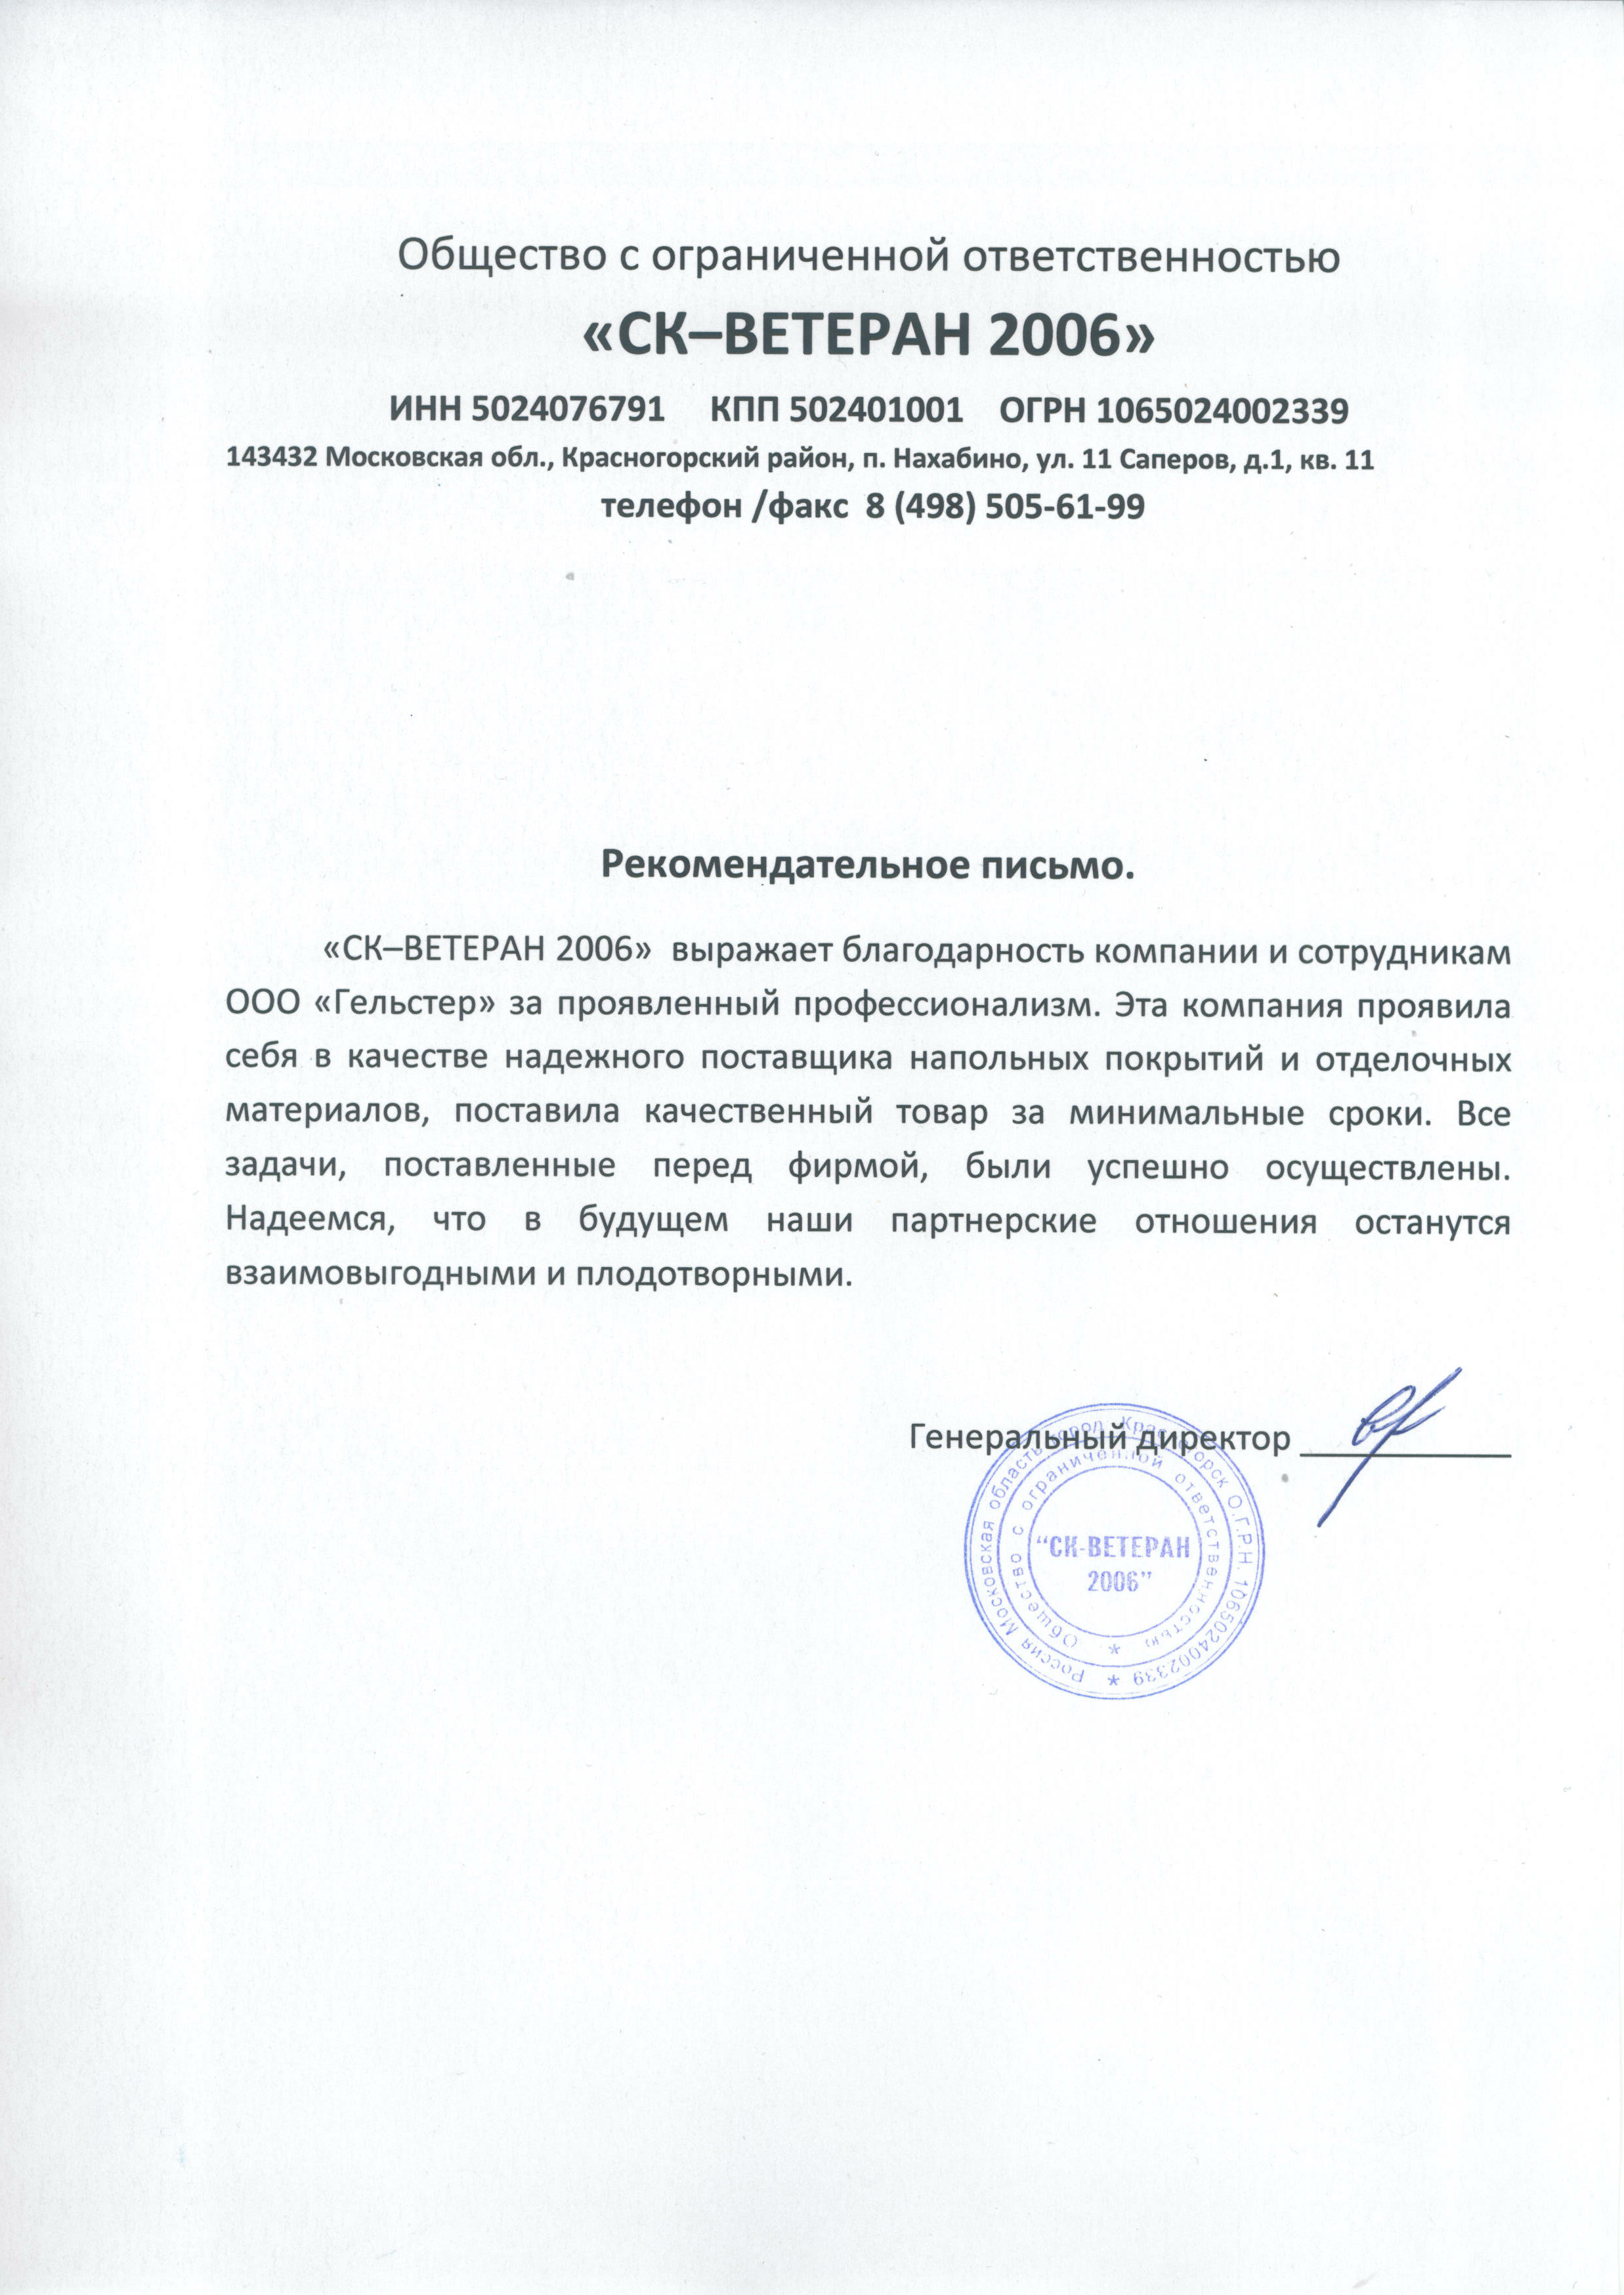 Общество с ограниченной ответственностью
«СК–ВЕТЕРАН 2006»
ИНН 5024076791 КПП 502401001 ОГРН 1065024002339
143432 Московская обл., Красногорский район, п. Нахабино, ул. 11 Саперов, д.1, кв. 11
телефон /факс 8 (498) 505-61-99
Рекомендательное письмо.
«СК–ВЕТЕРАН 2006» выражает благодарность компании и сотрудникам
ООО «Гельстер» за проявленный профессионализм. Эта компания проявила
себя в качестве надежного поставщика напольных покрытий и отделочных
материалов, поставила качественный товар за минимальные сроки. Все
задачи, поставленные перед фирмой, были успешно осуществлены.
Надеемся, что в будущем наши партнерские отношения останутся
взаимовыгодными и плодотворными.
Генеральный директор
Россия Московская область город Красногорск О.Г.Р.Н. 1065024002339 *
Общество с ограниченной ответственностью *
“СК-ВЕТЕРАН
2006”